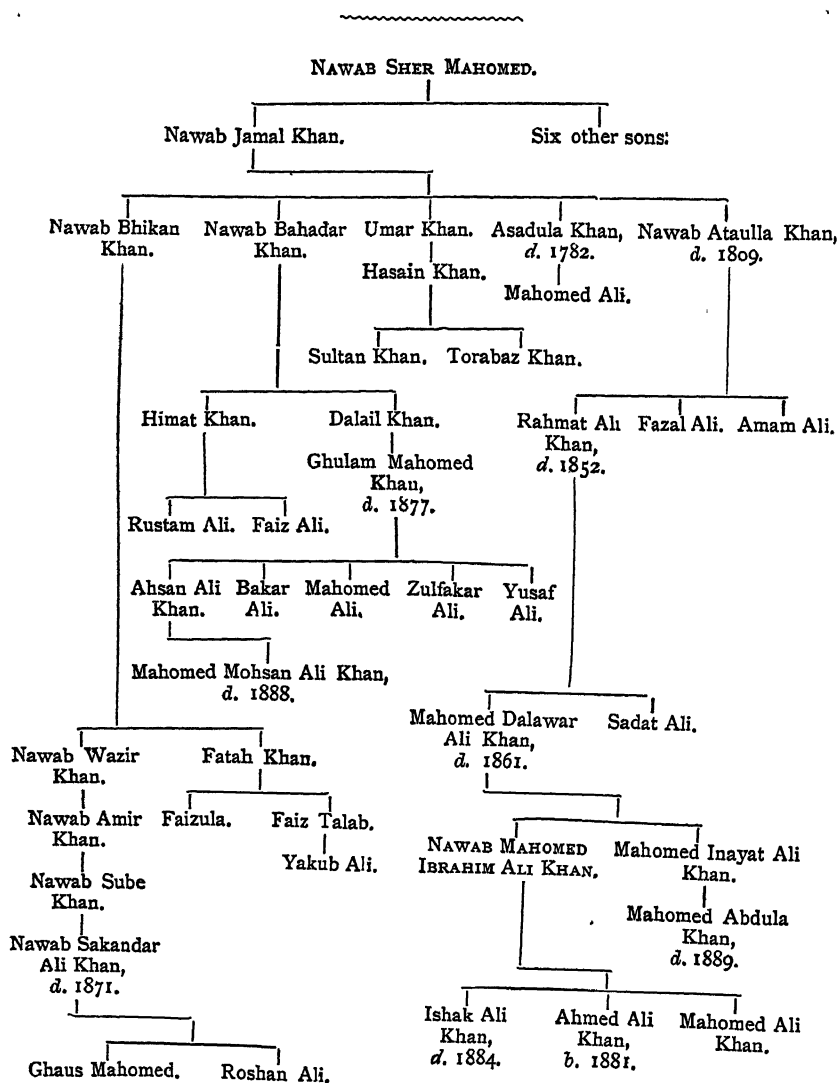 NAWAB SHER MAHOMED.
Nawab Jamal Khan. Six other sons:
Nawab Bhikan Khan.
Nawab Bahadar Khan.
Umar Khan.
Asadula Khan,
d. 1782.
Nawab Ataulla Khan,
d. 1809.
Hasain Khan.
Mahomed Ali.
Sultan Khan. Torabaz Khan.
Himat Khan. Dalail Khan.
Rahmat Ali
Khan,
d. 1852.
Fazal Ali. Amam Ali.
Ghulam Mahomed
Khan,
d. 1877.
Rustam Ali. Faiz Ali.
Ahsan Ali
Khan.
Bakar
Ali.
Mahomed
Ali.
Zulfakar
Ali.
Yusaf
Ali.
Mahomed Mohsan Ali Khan,
d. 1888.
Mahomed Dalawar
Ali Khan,
d. 1861.
Sadat Ali.
Nawab Wazir
Khan.
Fatah Khan.
Nawab Amir
Khan.
Faizula. Faiz Talab.
Yakub Ali.
NAWAB MAHOMED
IBRAHIM ALI KHAN.
Mahomed Inayat Ali
Khan.
Nawab Sube
Khan.
Mahomed Abdula
Khan,
d. 1889.
Nawab Sakandar
Ali Khan,
d. 1871.
Ishak Ali
Khan,
d. 1884.
Ahmed Ali
Khan,
b. 1881.
Mahomed Ali
Khan.
Ghaus Mahomed. Roshan Ali.